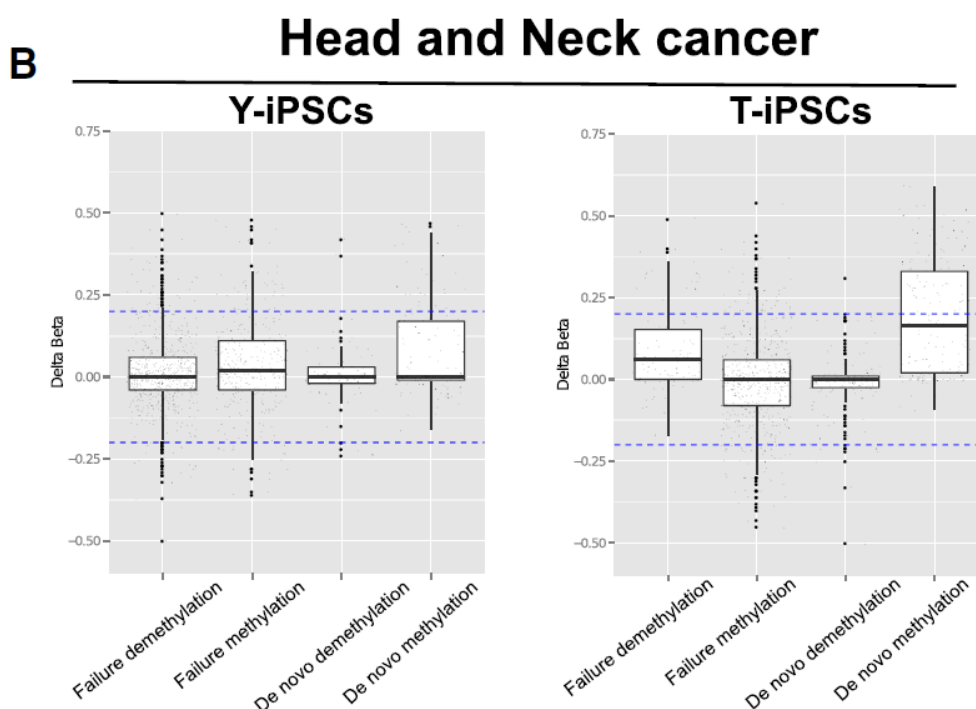 Head and Neck cancer
B
Y-iPSCs
T-iPSCs
0.75
0.50
0.25
0.00
−0.25
−0.50
Delta Beta
Failure demethylation
Failure methylation
De novo demethylation
De novo methylation
0.75
0.50
0.25
0.00
−0.25
−0.50
Delta Beta
Failure demethylation
Failure methylation
De novo demethylation
De novo methylation